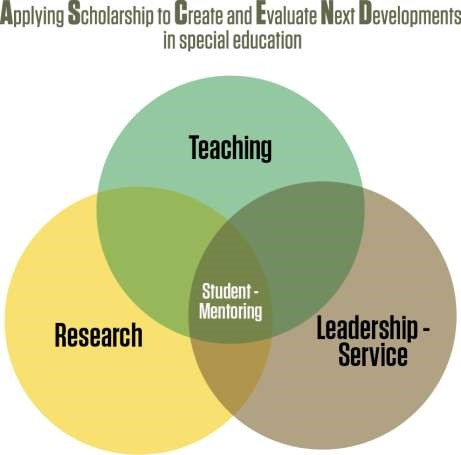 Applying Scholarship to Create and Evaluate Next Developments
in special education
Teaching
Student -
Mentoring
Research
Leadership -
Service